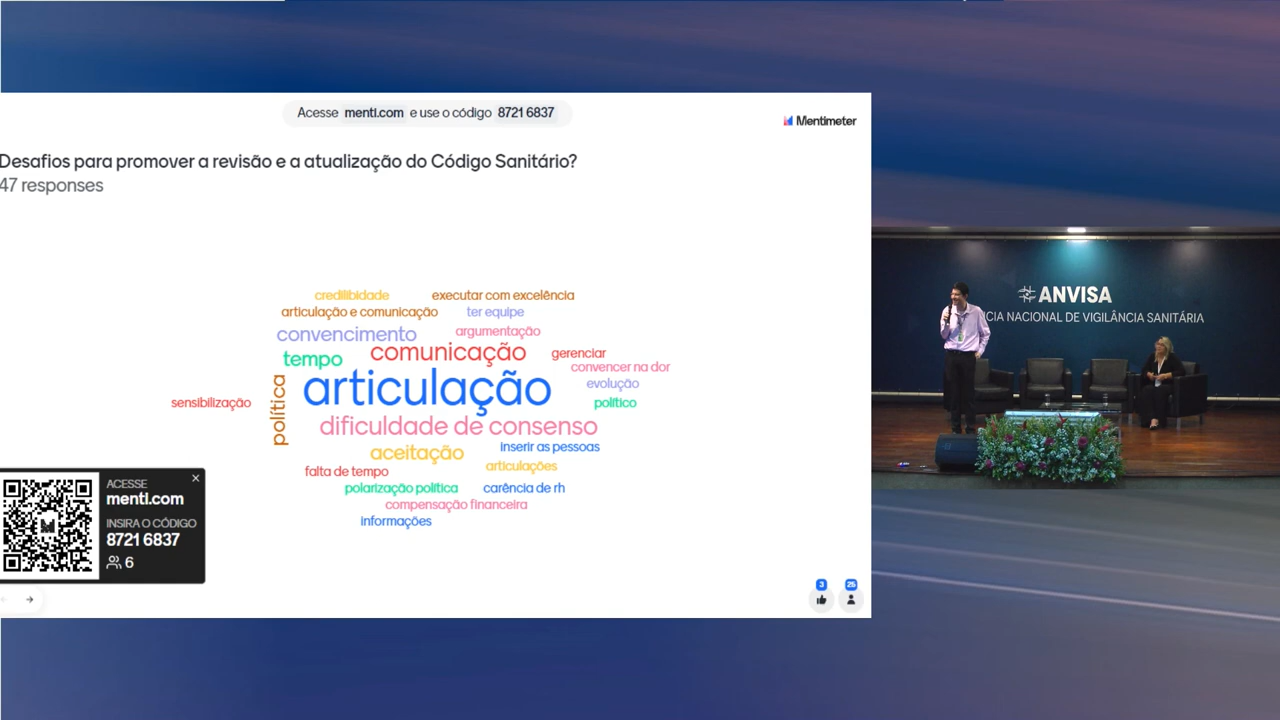 Acesse menti.com e use o código 8721 6837
Mentimeter
Desafios para promover a revisão e a atualização do Código Sanitário?
47 responses
credilibidade
executar com excelência
articulação e comunicação
ter equipe
convencimento
argumentação
comunicação
gerenciar
tempo
convencer na dor
articulação
evolução
política
sensibilização
político
dificuldade de consenso
inserir as pessoas
aceitação
articulações
falta de tempo
polarização política
carência de rh
compensação financeira
informações
ACESSE
menti.com
INSIRA O CÓDIGO
8721 6837
6
3
25
ANVISA
CIA NACIONAL DE VIGILÂNCIA SANITÁRIA